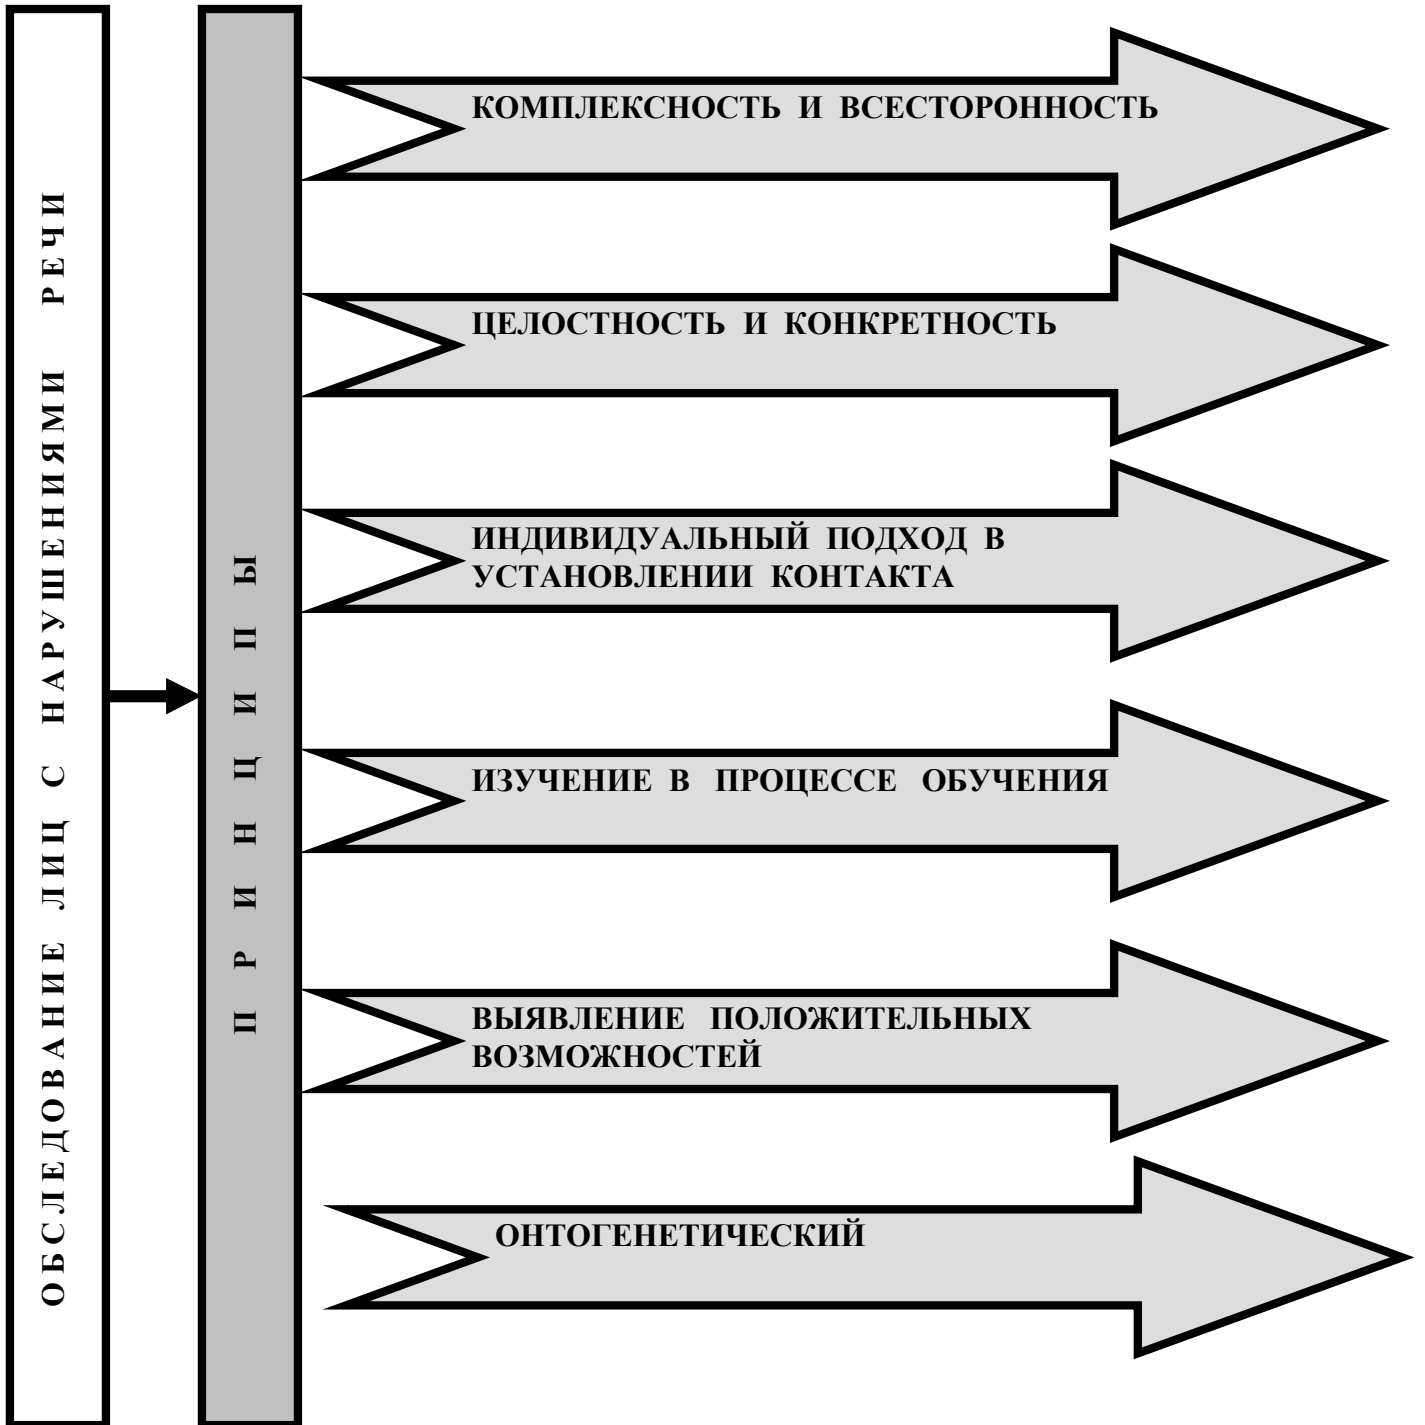 ОБСЛЕДОВАНИЕ ЛИЦ С НАРУШЕНИЯМИ РЕЧИ
ПРИНЦИПЫ
КОМПЛЕКСНОСТЬ И ВСЕСТОРОННОСТЬ
ЦЕЛОСТНОСТЬ И КОНКРЕТНОСТЬ
ИНДИВИДУАЛЬНЫЙ ПОДХОД В
УСТАНОВЛЕНИИ КОНТАКТА
ИЗУЧЕНИЕ В ПРОЦЕССЕ ОБУЧЕНИЯ
ВЫЯВЛЕНИЕ ПОЛОЖИТЕЛЬНЫХ
ВОЗМОЖНОСТЕЙ
ОНТОГЕНЕТИЧЕСКИЙ